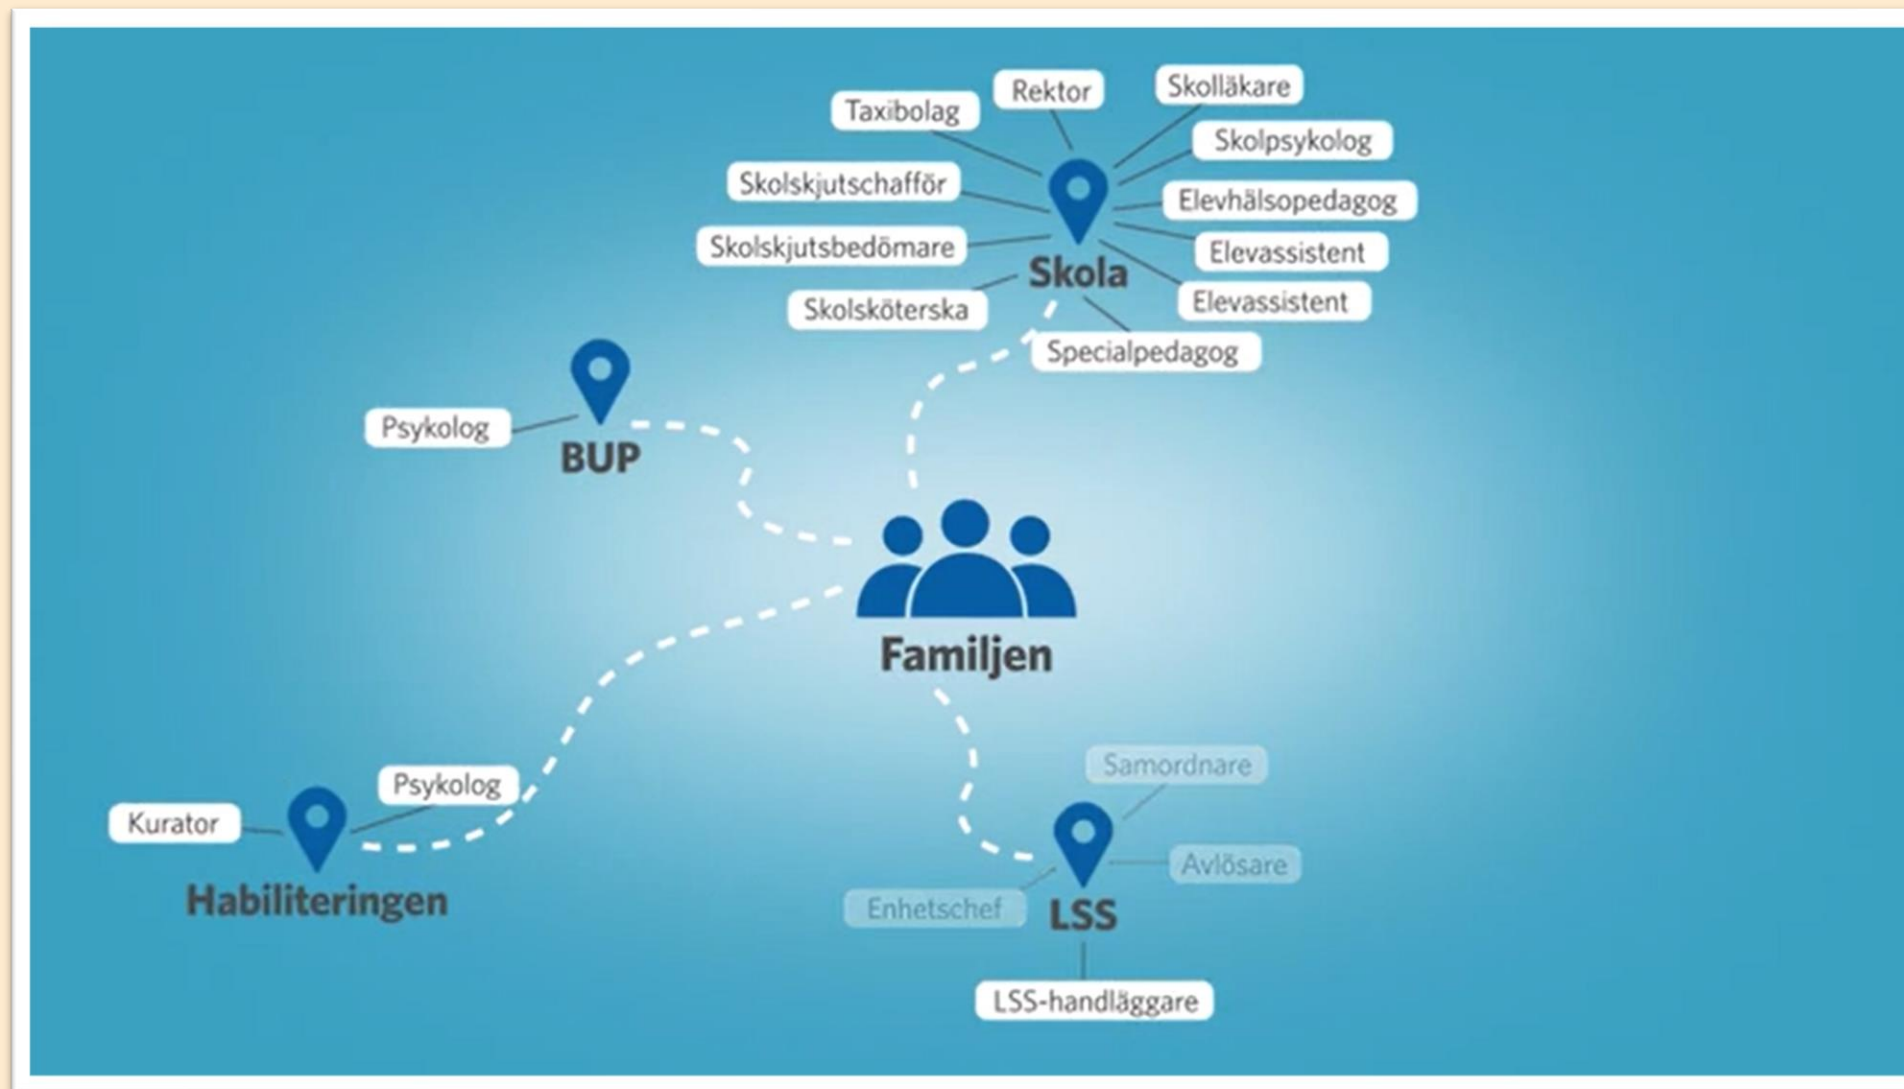 Rektor
Skolläkare
Taxibolag
Skolpsykolog
Skolskjutschafför
Elevhälsopedagog
Skolskjutsbedömare
Elevassistent
Skola
Skolsköterska
Elevassistent
Specialpedagog
Psykolog
BUP
Familjen
Samordnare
Psykolog
Kurator
Avlösare
Habiliteringen
Enhetschef
LSS
LSS-handläggare